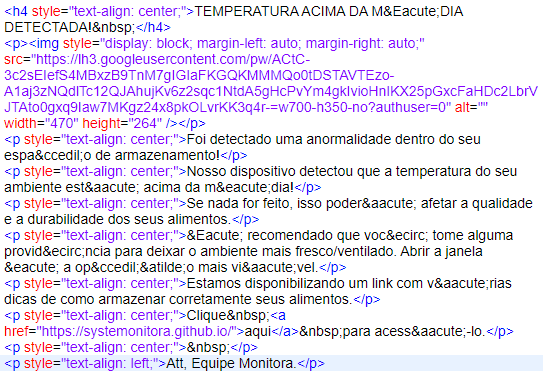 <h4 style="text-align: center;">TEMPERATURA ACIMA DA M&Eacute;DIA
DETECTADA!&nbsp;</h4>
<p><img style="display: block; margin-left: auto; margin-right: auto;"
src="https://lh3.googleusercontent.com/pw/ACtC-
3c2sEIefS4MBxzB9TnM7gIGIaFKGQKMMMQo0tDSTAVTEzo-
A1aj3zNQdITc12QJAhujKv6z2sqc1NtdA5gHcPvYm4gkIvioHnIKX25pGxcFaHDc2LbrV
JTAto0gxq9Iaw7MKgz24x8pkOLvrKK3q4r-=w700-h350-no?authuser=0" alt=""
width="470" height="264" /></p>
<p style="text-align: center;">Foi detectado uma anormalidade dentro do seu
espa&ccedil;o de armazenamento!</p>
<p style="text-align: center;">Nosso dispositivo detectou que a temperatura do seu
ambiente est&aacute; acima da m&eacute;dia!</p>
<p style="text-align: center;">Se nada for feito, isso poder&aacute; afetar a qualidade
e a durabilidade dos seus alimentos.</p>
<p style="text-align: center;">&Eacute; recomendado que voc&ecirc; tome alguma
provid&ecirc;ncia para deixar o ambiente mais fresco/ventilado. Abrir a janela
&eacute; a op&ccedil;&atilde;o mais vi&aacute;vel.</p>
<p style="text-align: center;">Estamos disponibilizando um link com v&aacute;rias
dicas de como armazenar corretamente seus alimentos.</p>
<p style="text-align: center;">Clique&nbsp;<a
href="https://systemonitora.github.io/">aqui</a>&nbsp;para acess&aacute;-lo.</p>
<p style="text-align: center;">&nbsp;</p>
<p style="text-align: left;">Att, Equipe Monitora.</p>